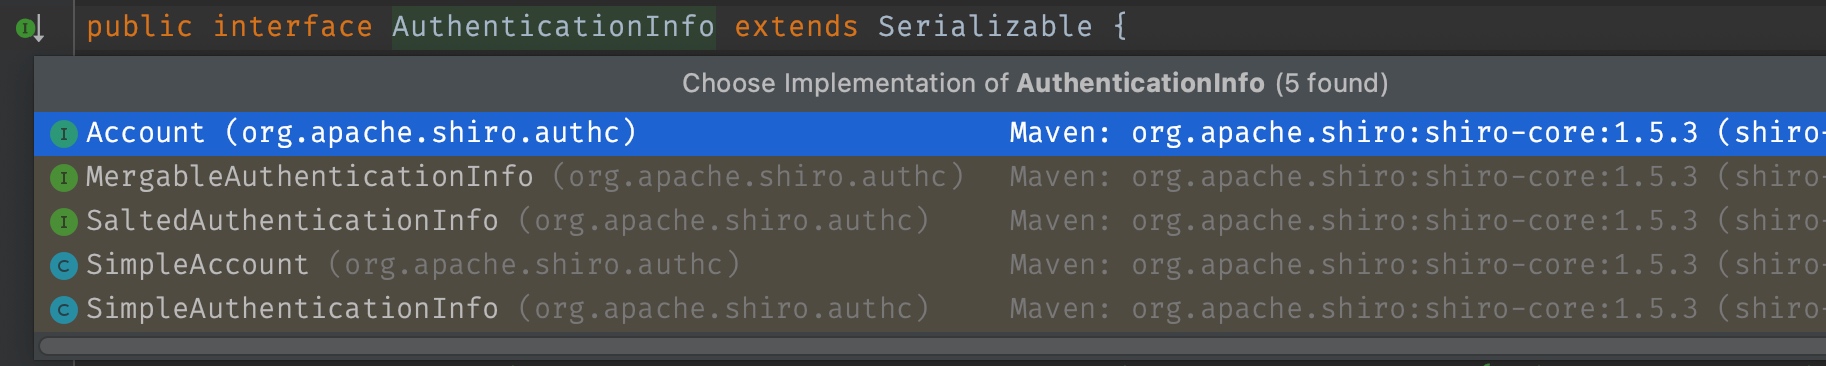 public interface AuthenticationInfo extends Serializable {
Choose Implementation of AuthenticationInfo (5 found)
I Account (org.apache.shiro.authc) Maven: org.apache.shiro:shiro-core:1.5.3 (shiro-
I MergableAuthenticationInfo (org.apache.shiro.authc) Maven: org.apache.shiro:shiro-core:1.5.3 (shiro-
I SaltedAuthenticationInfo (org.apache.shiro.authc) Maven: org.apache.shiro:shiro-core:1.5.3 (shiro-
C SimpleAccount (org.apache.shiro.authc) Maven: org.apache.shiro:shiro-core:1.5.3 (shiro-
C SimpleAuthenticationInfo (org.apache.shiro.authc) Maven: org.apache.shiro:shiro-core:1.5.3 (shiro-